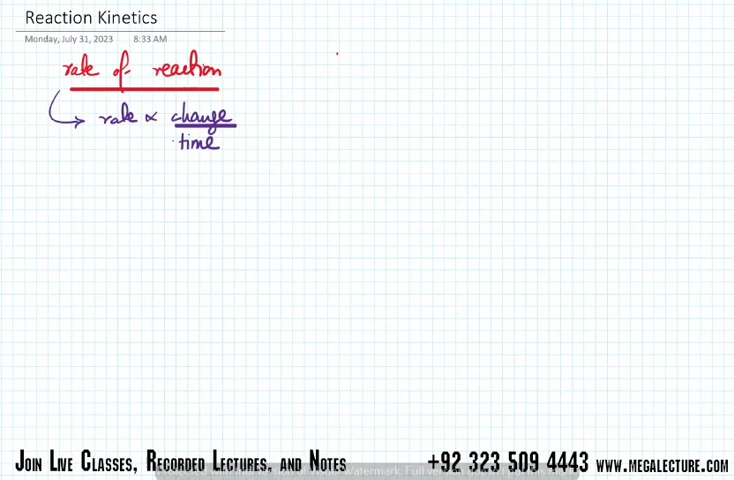 Reaction Kinetics
Monday, July 31, 2023 8:33 AM
rate of reaction
rate ∝ change
time
Join Live Classes, Recorded Lectures, and Notes +92 323 509 4443 www.megalecture.com